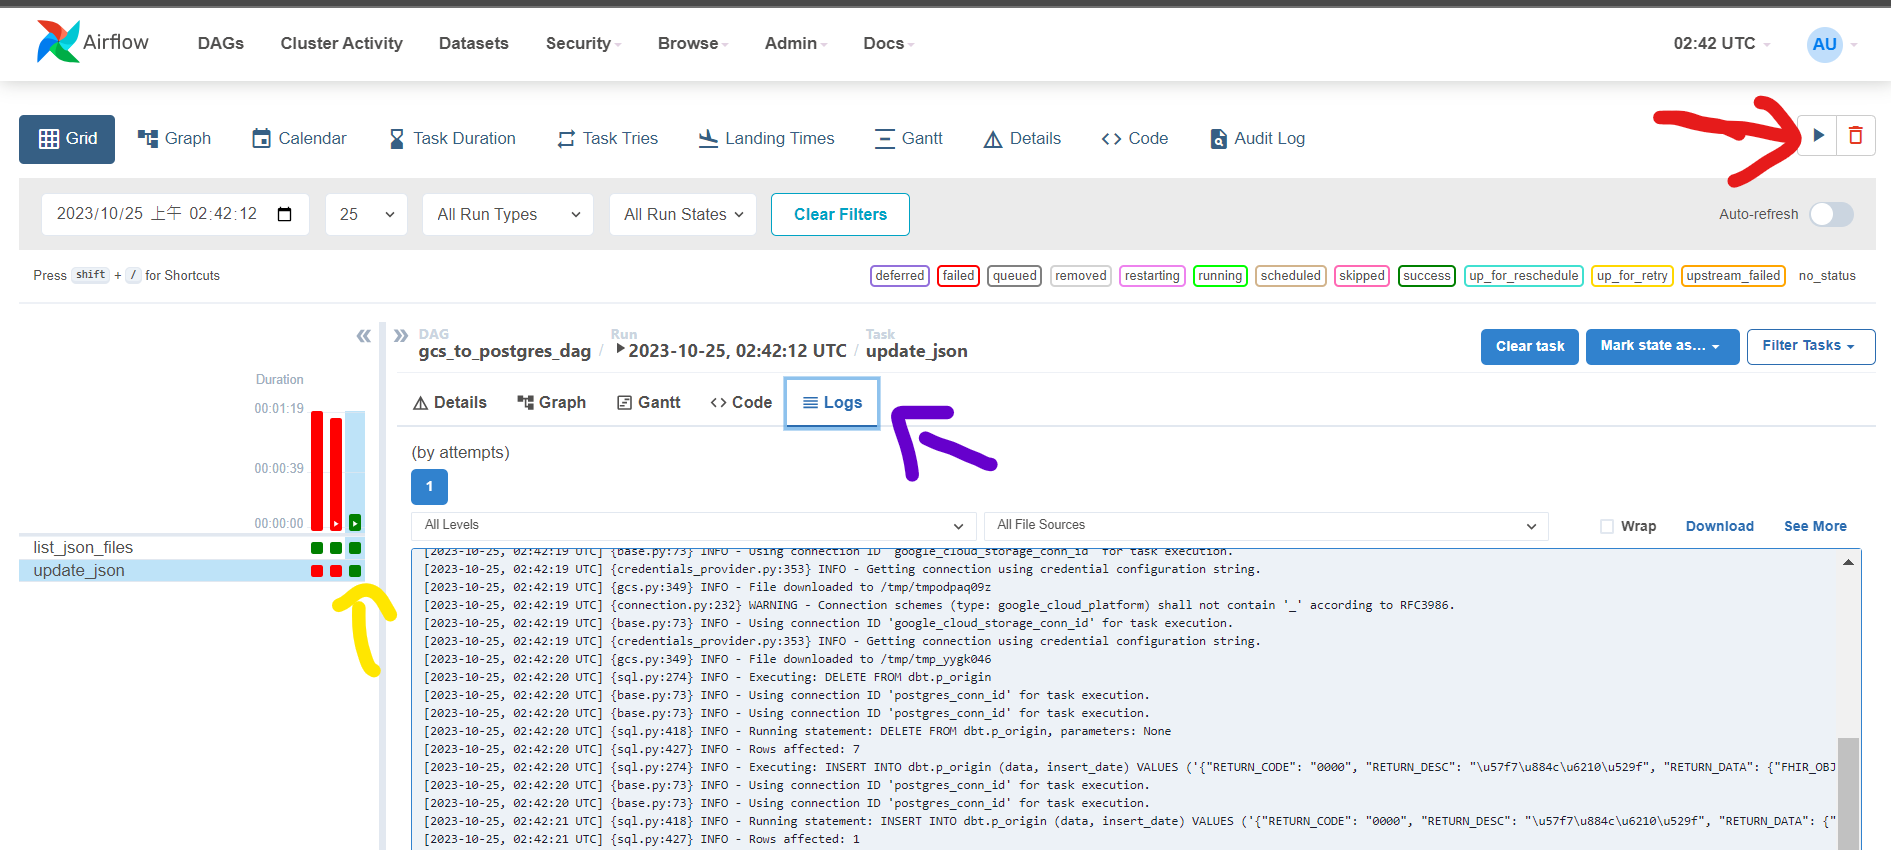 Airflow DAGs Cluster Activity Datasets Security Browse Admin Docs 02:42 UTC AU
Grid Graph Calendar Task Duration Task Tries Landing Times Gantt Details Code Audit Log
2023/10/25 上午 02:42:12 25 All Run Types All Run States Clear Filters Auto-refresh
Press shift + / for Shortcuts deferred failed queued removed restarting running scheduled skipped success up_for_reschedule up_for_retry upstream_failed no_status
DAG Run Task
gcs_to_postgres_dag / 2023-10-25, 02:42:12 UTC / update_json Clear task Mark state as... Filter Tasks
Duration
00:01:19
00:00:39
00:00:00
list_json_files
update_json
Details Graph Gantt Code Logs
(by attempts)
1
All Levels All File Sources Wrap Download See More
[2023-10-25, 02:42:19 UTC] {base.py:73} INFO - Using connection ID 'google_cloud_storage_conn_id' for task execution.
[2023-10-25, 02:42:19 UTC] {credentials_provider.py:353} INFO - Getting connection using credential configuration string.
[2023-10-25, 02:42:19 UTC] {gcs.py:349} INFO - File downloaded to /tmp/tmpodpaq09z
[2023-10-25, 02:42:19 UTC] {connection.py:232} WARNING - Connection schemes (type: google_cloud_platform) shall not contain '_' according to RFC3986.
[2023-10-25, 02:42:19 UTC] {base.py:73} INFO - Using connection ID 'google_cloud_storage_conn_id' for task execution.
[2023-10-25, 02:42:19 UTC] {credentials_provider.py:353} INFO - Getting connection using credential configuration string.
[2023-10-25, 02:42:20 UTC] {gcs.py:349} INFO - File downloaded to /tmp/tmp_yygk046
[2023-10-25, 02:42:20 UTC] {sql.py:274} INFO - Executing: DELETE FROM dbt.p_origin
[2023-10-25, 02:42:20 UTC] {base.py:73} INFO - Using connection ID 'postgres_conn_id' for task execution.
[2023-10-25, 02:42:20 UTC] {base.py:73} INFO - Using connection ID 'postgres_conn_id' for task execution.
[2023-10-25, 02:42:20 UTC] {sql.py:418} INFO - Running statement: DELETE FROM dbt.p_origin, parameters: None
[2023-10-25, 02:42:20 UTC] {sql.py:427} INFO - Rows affected: 7
[2023-10-25, 02:42:20 UTC] {sql.py:274} INFO - Executing: INSERT INTO dbt.p_origin (data, insert_date) VALUES ('{"RETURN_CODE": "0000", "RETURN_DESC": "\u57f7\u884c\u6210\u529f", "RETURN_DATA": {"FHIR_OBJ
[2023-10-25, 02:42:20 UTC] {base.py:73} INFO - Using connection ID 'postgres_conn_id' for task execution.
[2023-10-25, 02:42:20 UTC] {base.py:73} INFO - Using connection ID 'postgres_conn_id' for task execution.
[2023-10-25, 02:42:21 UTC] {sql.py:418} INFO - Running statement: INSERT INTO dbt.p_origin (data, insert_date) VALUES ('{"RETURN_CODE": "0000", "RETURN_DESC": "\u57f7\u884c\u6210\u529f", "RETURN_DATA": {"
[2023-10-25, 02:42:21 UTC] {sql.py:427} INFO - Rows affected: 1